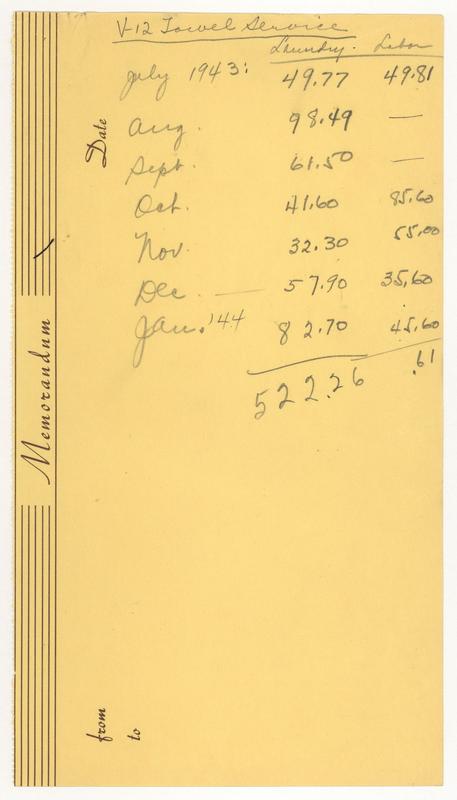 V-12 Towel Service
Laundry. Labor
July 1943: 49.77 49.81
Aug. 98.49 —
Sept. 61.50 —
Oct. 41.60 85.60
Nov. 32.30 55.00
Dec. — 57.90 35.60
Jan. '44 82.70 45.60
.61
522.26
Date
Memorandum
from
to